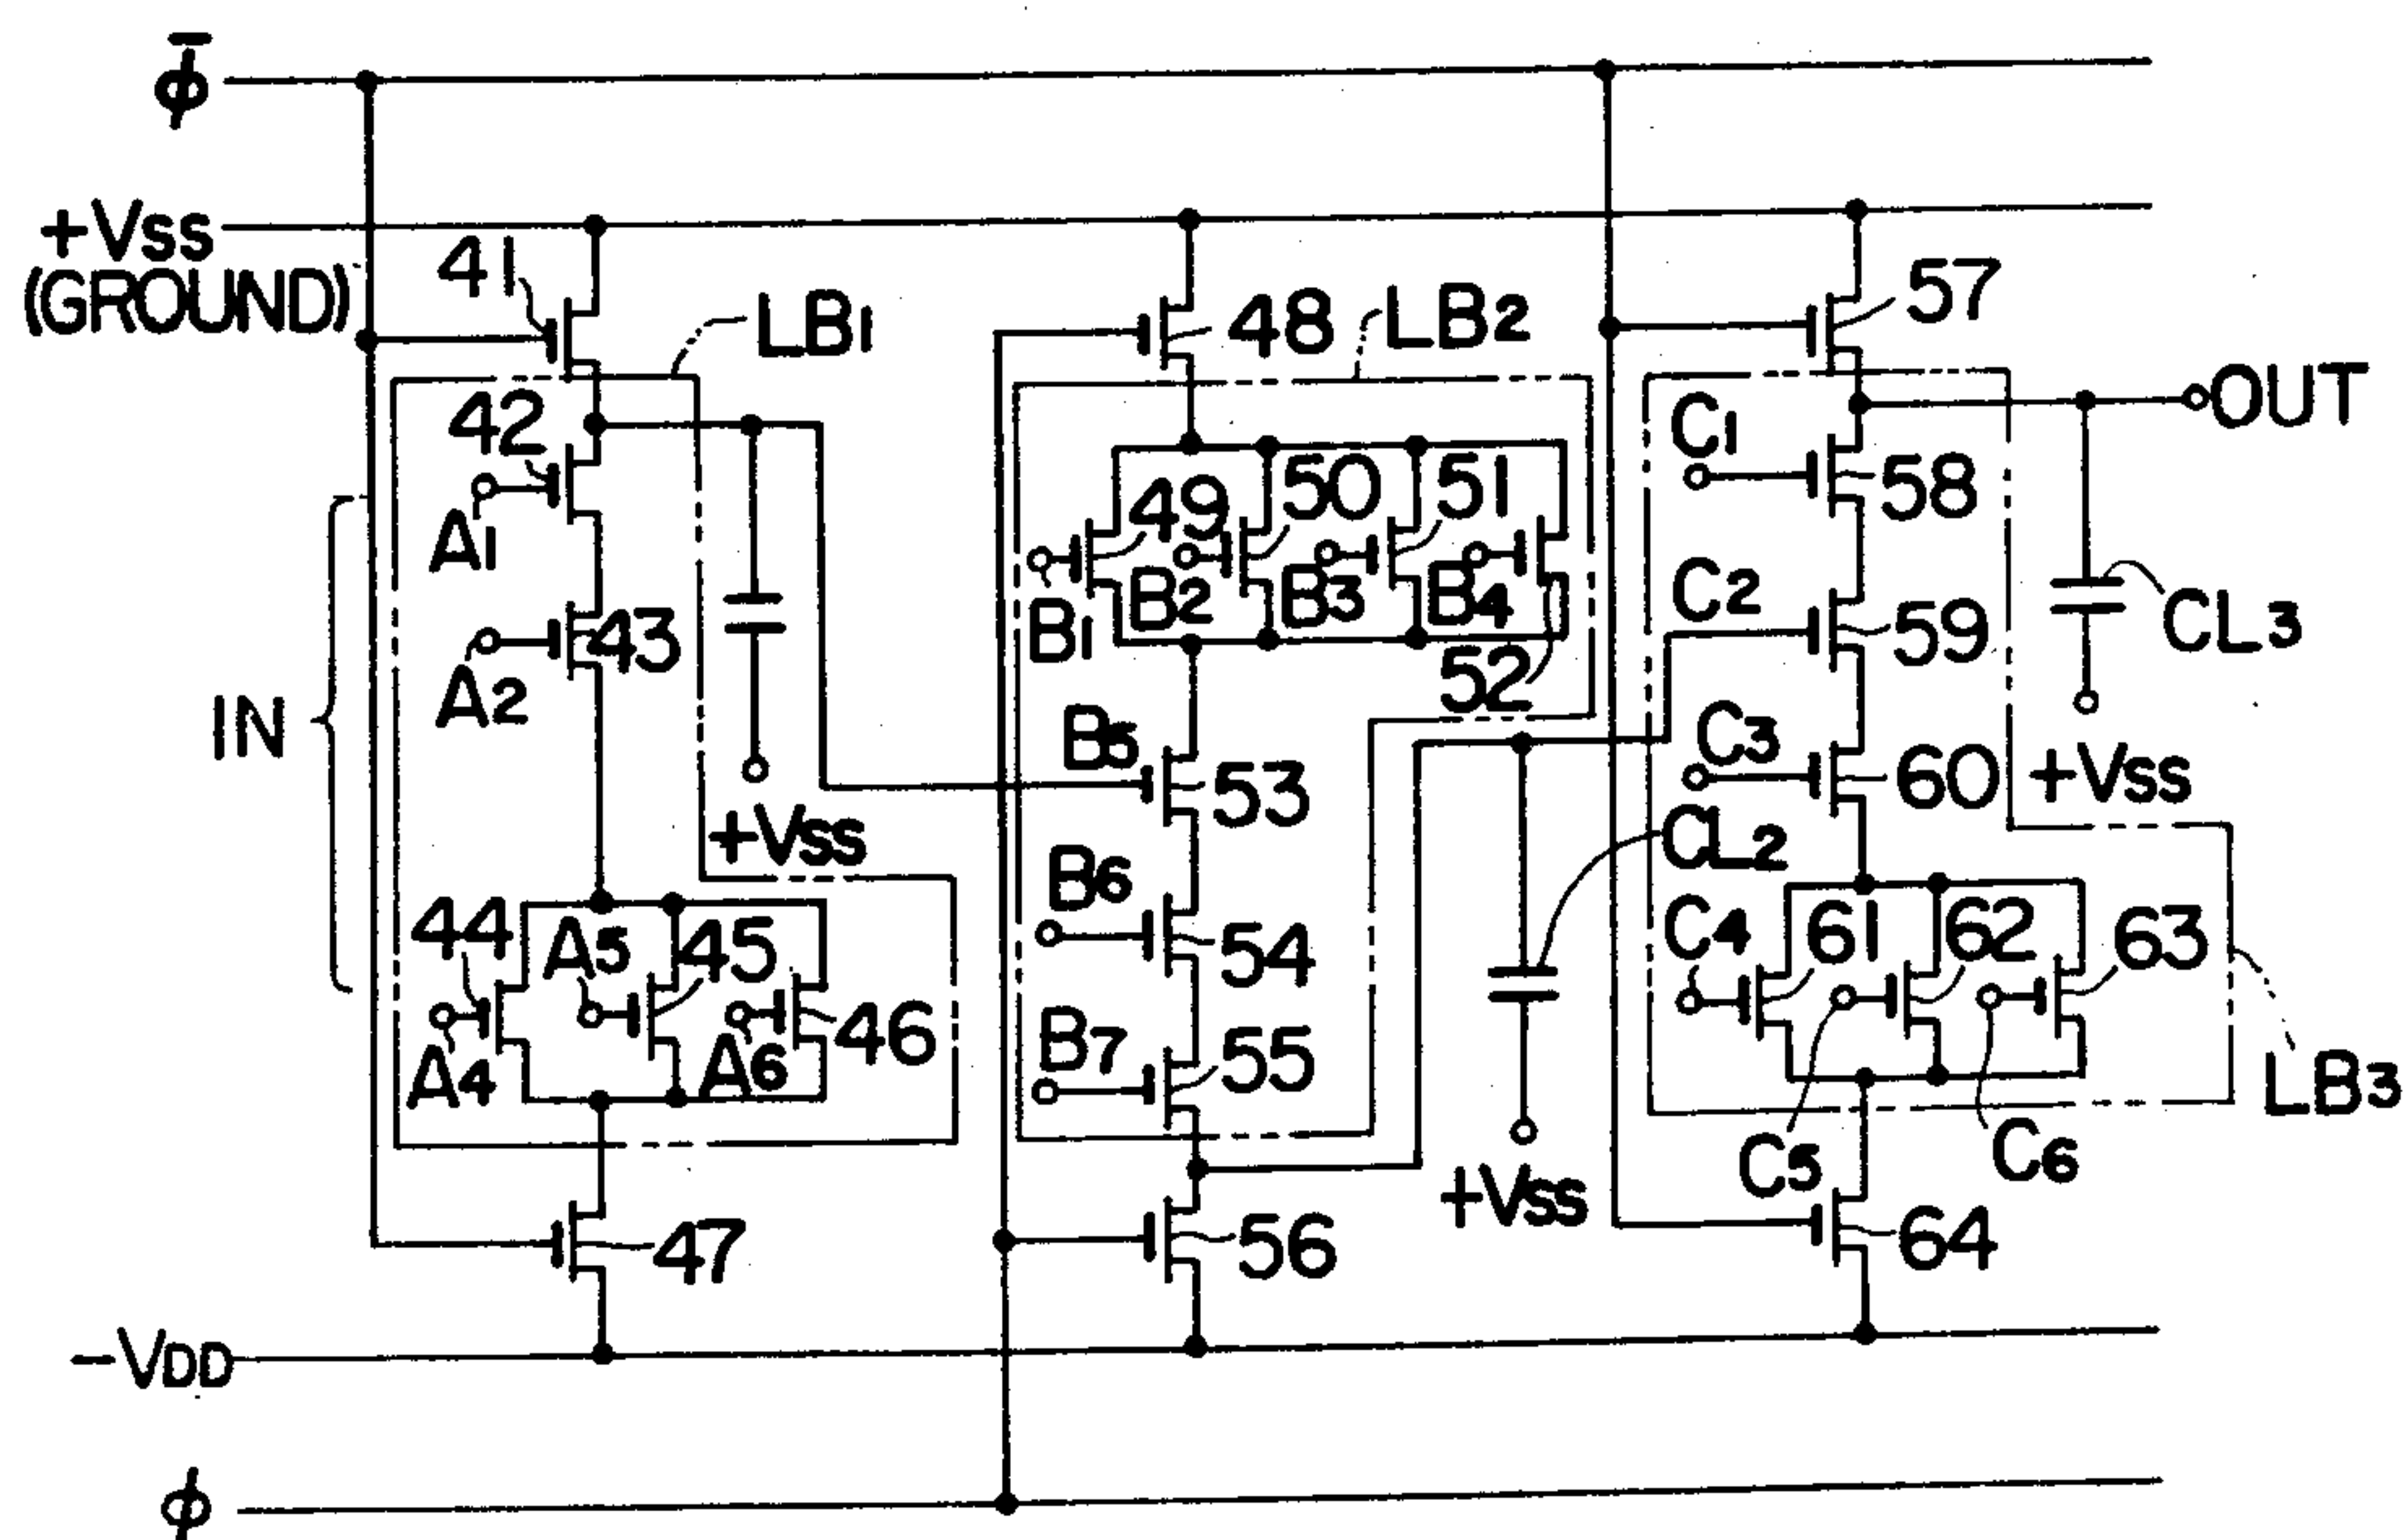 ϕ̅
+VSS
(GROUND)
41
LB1
48
LB2
57
OUT
42
A1
C1
58
49
50
51
B1
B2
B3
B4
52
C2
59
CL3
43
A2
IN
B5
53
C3
60
+VSS
+VSS
B6
54
CL2
44
A5
45
A4
A6
46
C4
61
62
63
B7
55
LB3
C5
C6
+VSS
47
56
64
-VDD
ϕ